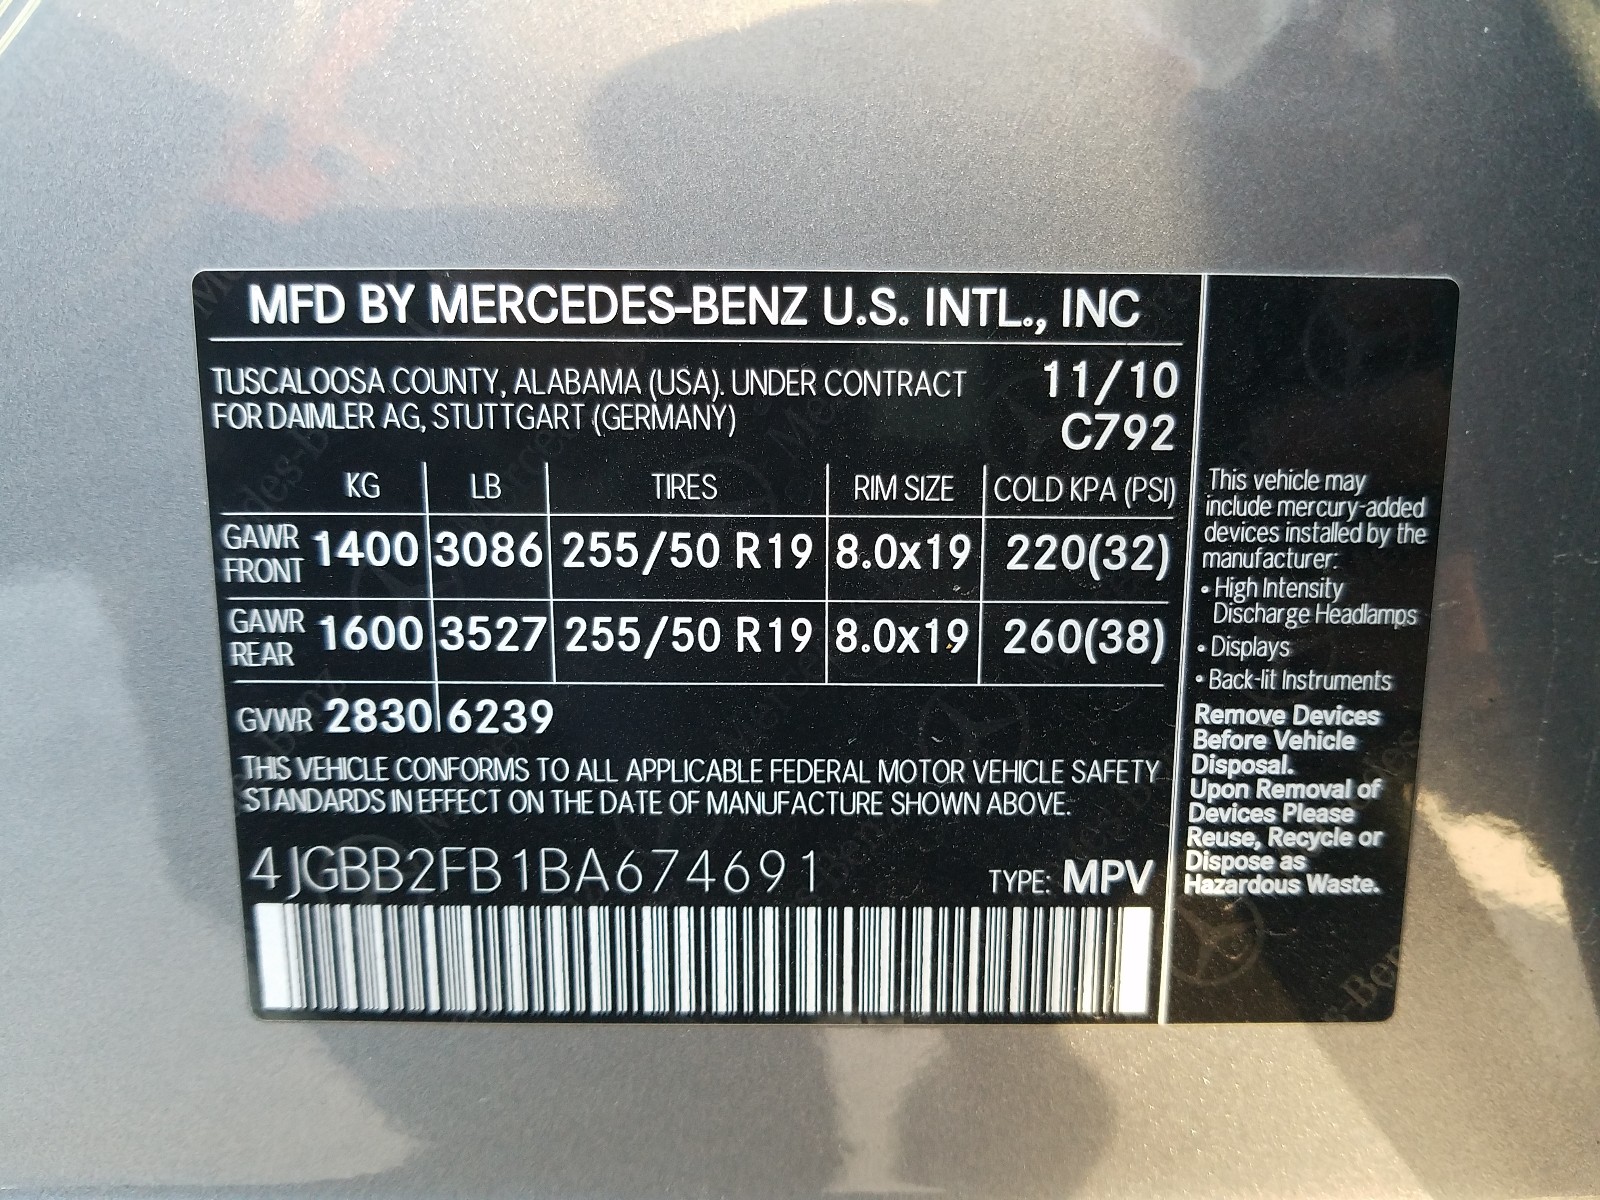 MFD BY MERCEDES-BENZ U.S. INTL., INC
TUSCALOOSA COUNTY, ALABAMA (USA). UNDER CONTRACT 11/10
FOR DAIMLER AG, STUTTGART (GERMANY) C792
KG LB TIRES RIM SIZE COLD KPA (PSI)
GAWR FRONT 1400 3086 255/50 R19 8.0x19 220(32)
GAWR REAR 1600 3527 255/50 R19 8.0x19 260(38)
GVWR 2830 6239
THIS VEHICLE CONFORMS TO ALL APPLICABLE FEDERAL MOTOR VEHICLE SAFETY
STANDARDS IN EFFECT ON THE DATE OF MANUFACTURE SHOWN ABOVE.
4JGBB2FB1BA674691 TYPE: MPV
This vehicle may
include mercury-added
devices installed by the
manufacturer:
• High Intensity
Discharge Headlamps
• Displays
• Back-lit Instruments
Remove Devices
Before Vehicle
Disposal.
Upon Removal of
Devices Please
Reuse, Recycle or
Dispose as
Hazardous Waste.